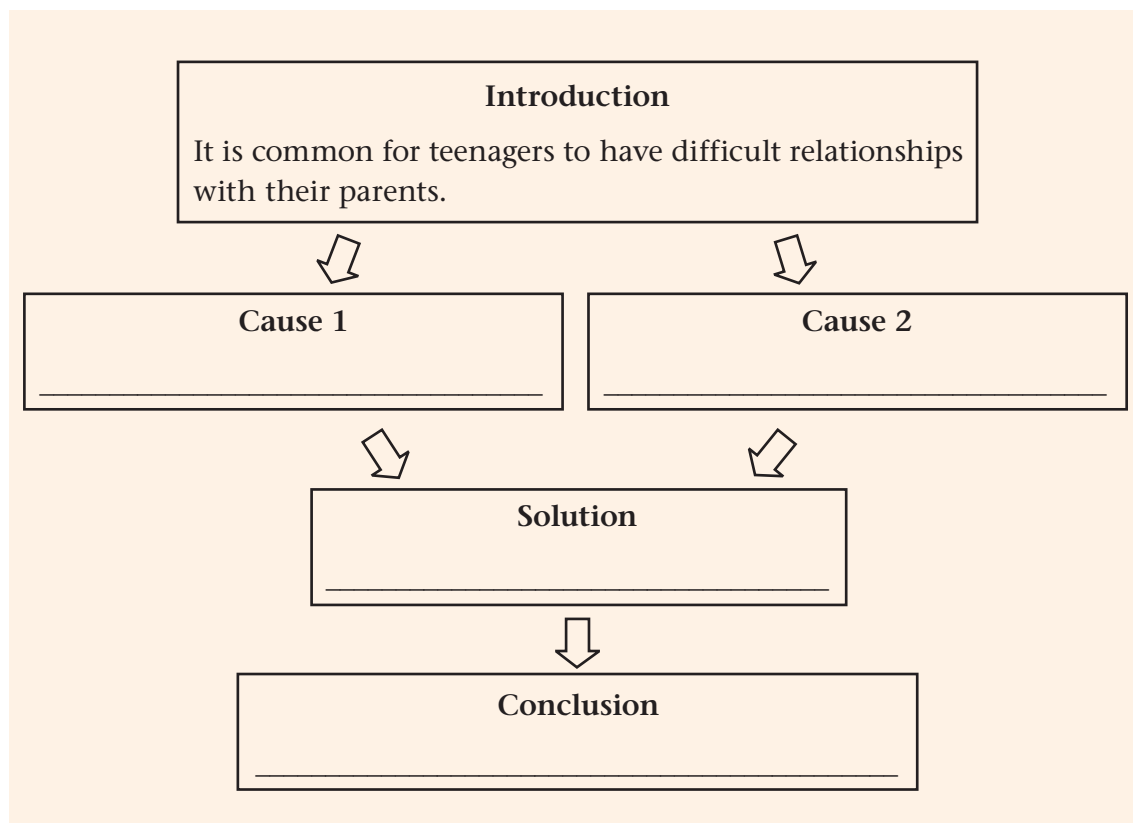 Introduction
It is common for teenagers to have difficult relationships
with their parents.
Cause 1
Cause 2
Solution
Conclusion